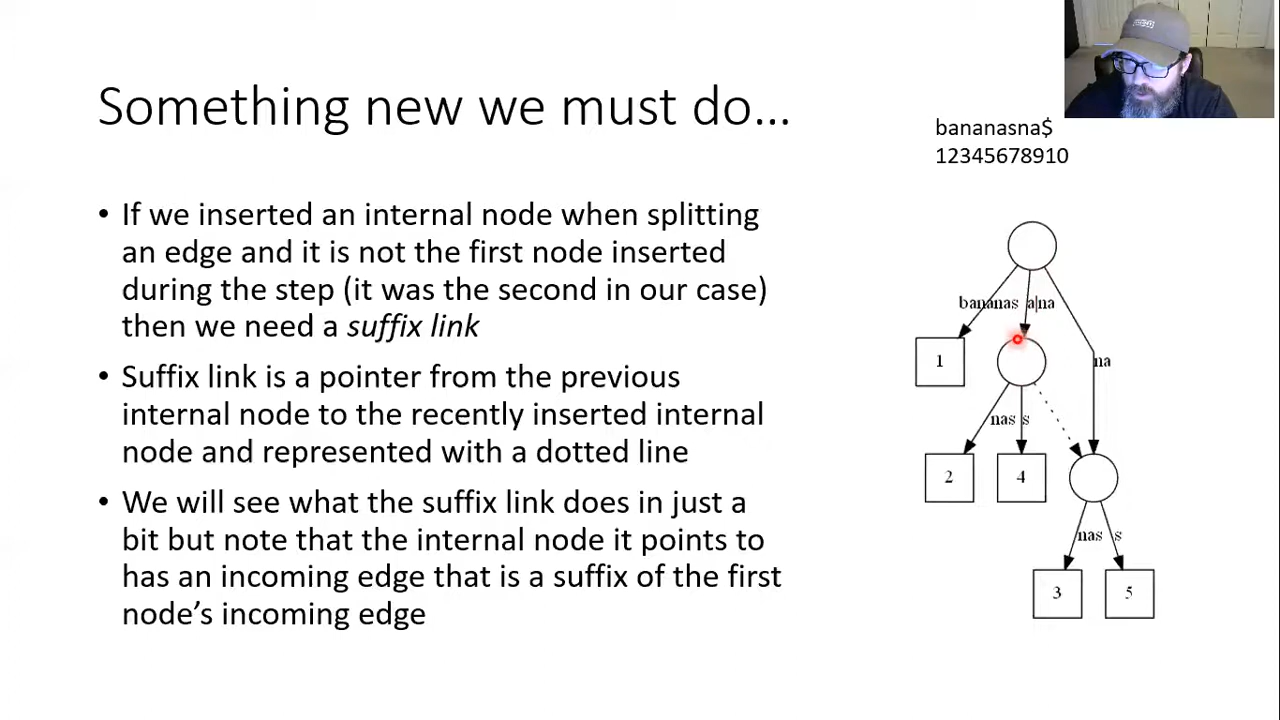 Something new we must do...
bananasna$
12345678910
• If we inserted an internal node when splitting
an edge and it is not the first node inserted
during the step (it was the second in our case)
then we need a suffix link
• Suffix link is a pointer from the previous
internal node to the recently inserted internal
node and represented with a dotted line
• We will see what the suffix link does in just a
bit but note that the internal node it points to
has an incoming edge that is a suffix of the first
node's incoming edge
bananas a|na
1
na
nas s
2 4
nas s
3 5